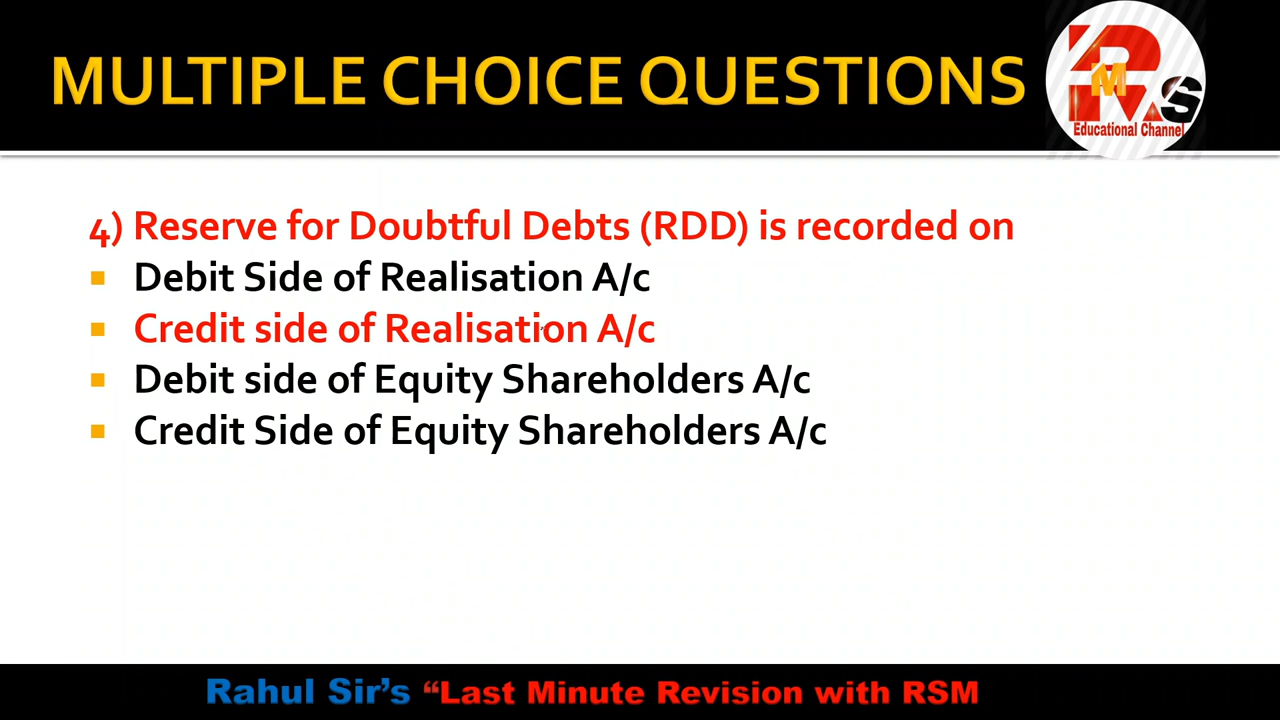 MULTIPLE CHOICE QUESTIONS
RMS
Educational Channel
4) Reserve for Doubtful Debts (RDD) is recorded on
Debit Side of Realisation A/c
Credit side of Realisation A/c
Debit side of Equity Shareholders A/c
Credit Side of Equity Shareholders A/c
Rahul Sir’s “Last Minute Revision with RSM